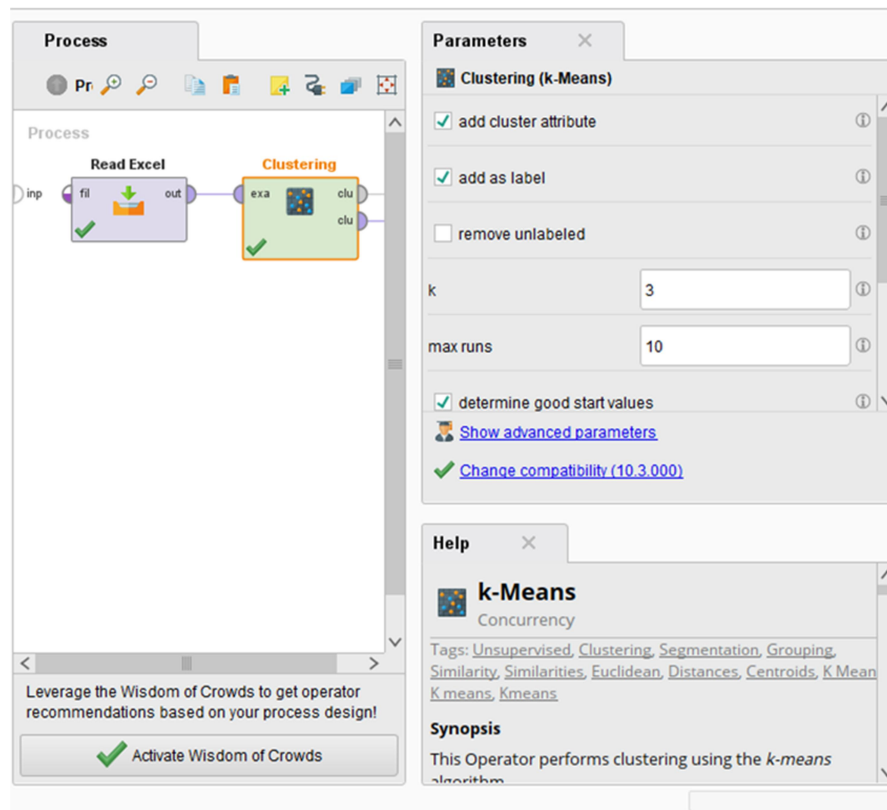 Process
Pr
Process
Read Excel
Clustering
inp
fil
out
exa
clu
clu
Leverage the Wisdom of Crowds to get operator
recommendations based on your process design!
Activate Wisdom of Crowds
Parameters
Clustering (k-Means)
add cluster attribute
add as label
remove unlabeled
k
3
max runs
10
determine good start values
Show advanced parameters
Change compatibility (10.3.000)
Help
k-Means
Concurrency
Tags: Unsupervised, Clustering, Segmentation, Grouping,
Similarity, Similarities, Euclidean, Distances, Centroids, K Mean
K means, Kmeans
Synopsis
This Operator performs clustering using the k-means
algorithm